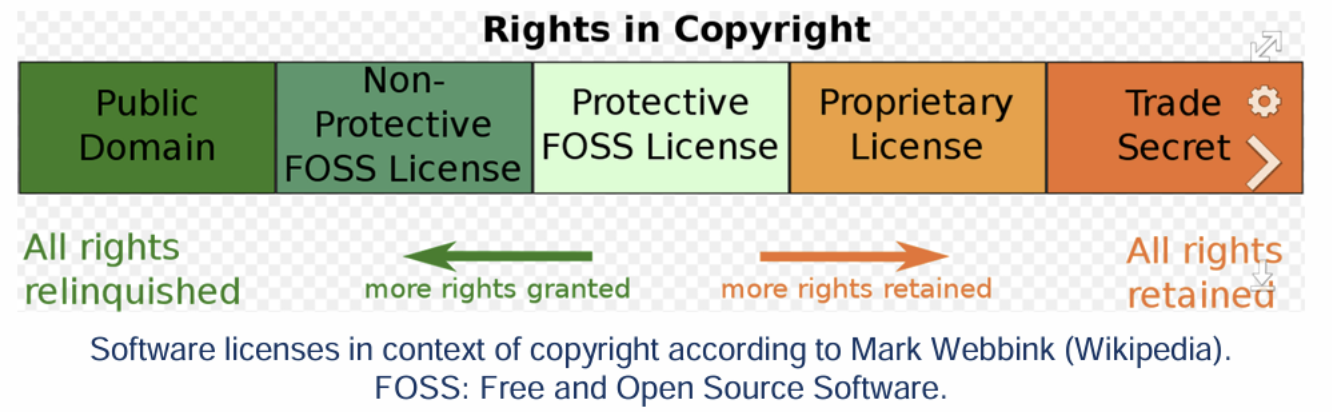 Rights in Copyright
Public
Domain
Non-
Protective
FOSS License
Protective
FOSS License
Proprietary
License
Trade
Secret
All rights
relinquished
more rights granted
more rights retained
All rights
retained
Software licenses in context of copyright according to Mark Webbink (Wikipedia).
FOSS: Free and Open Source Software.